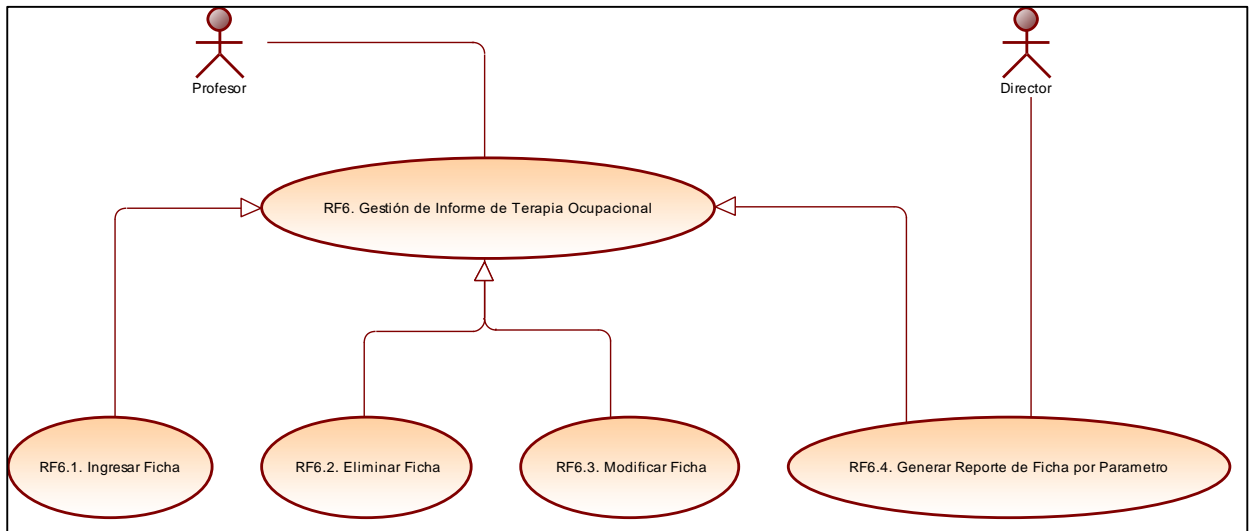 Profesor
Director
RF6. Gestión de Informe de Terapia Ocupacional
RF6.1. Ingresar Ficha
RF6.2. Eliminar Ficha
RF6.3. Modificar Ficha
RF6.4. Generar Reporte de Ficha por Parametro